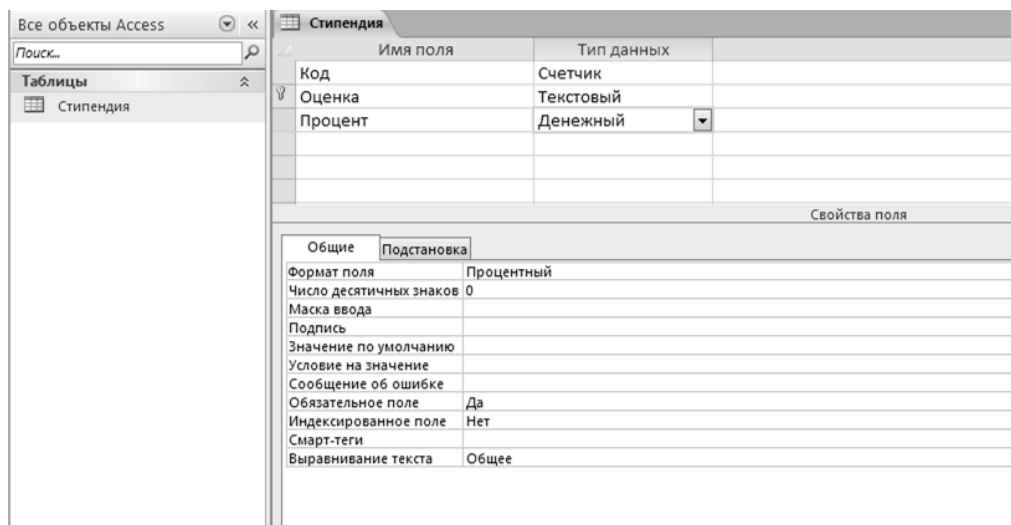 Все объекты Access
Поиск...
Таблицы
Стипендия
Стипендия
Имя поля Тип данных
Код Счетчик
Оценка Текстовый
Процент Денежный
Свойства поля
Общие Подстановка
Формат поля Процентный
Число десятичных знаков 0
Маска ввода
Подпись
Значение по умолчанию
Условие на значение
Сообщение об ошибке
Обязательное поле Да
Индексированное поле Нет
Смарт-теги
Выравнивание текста Общее